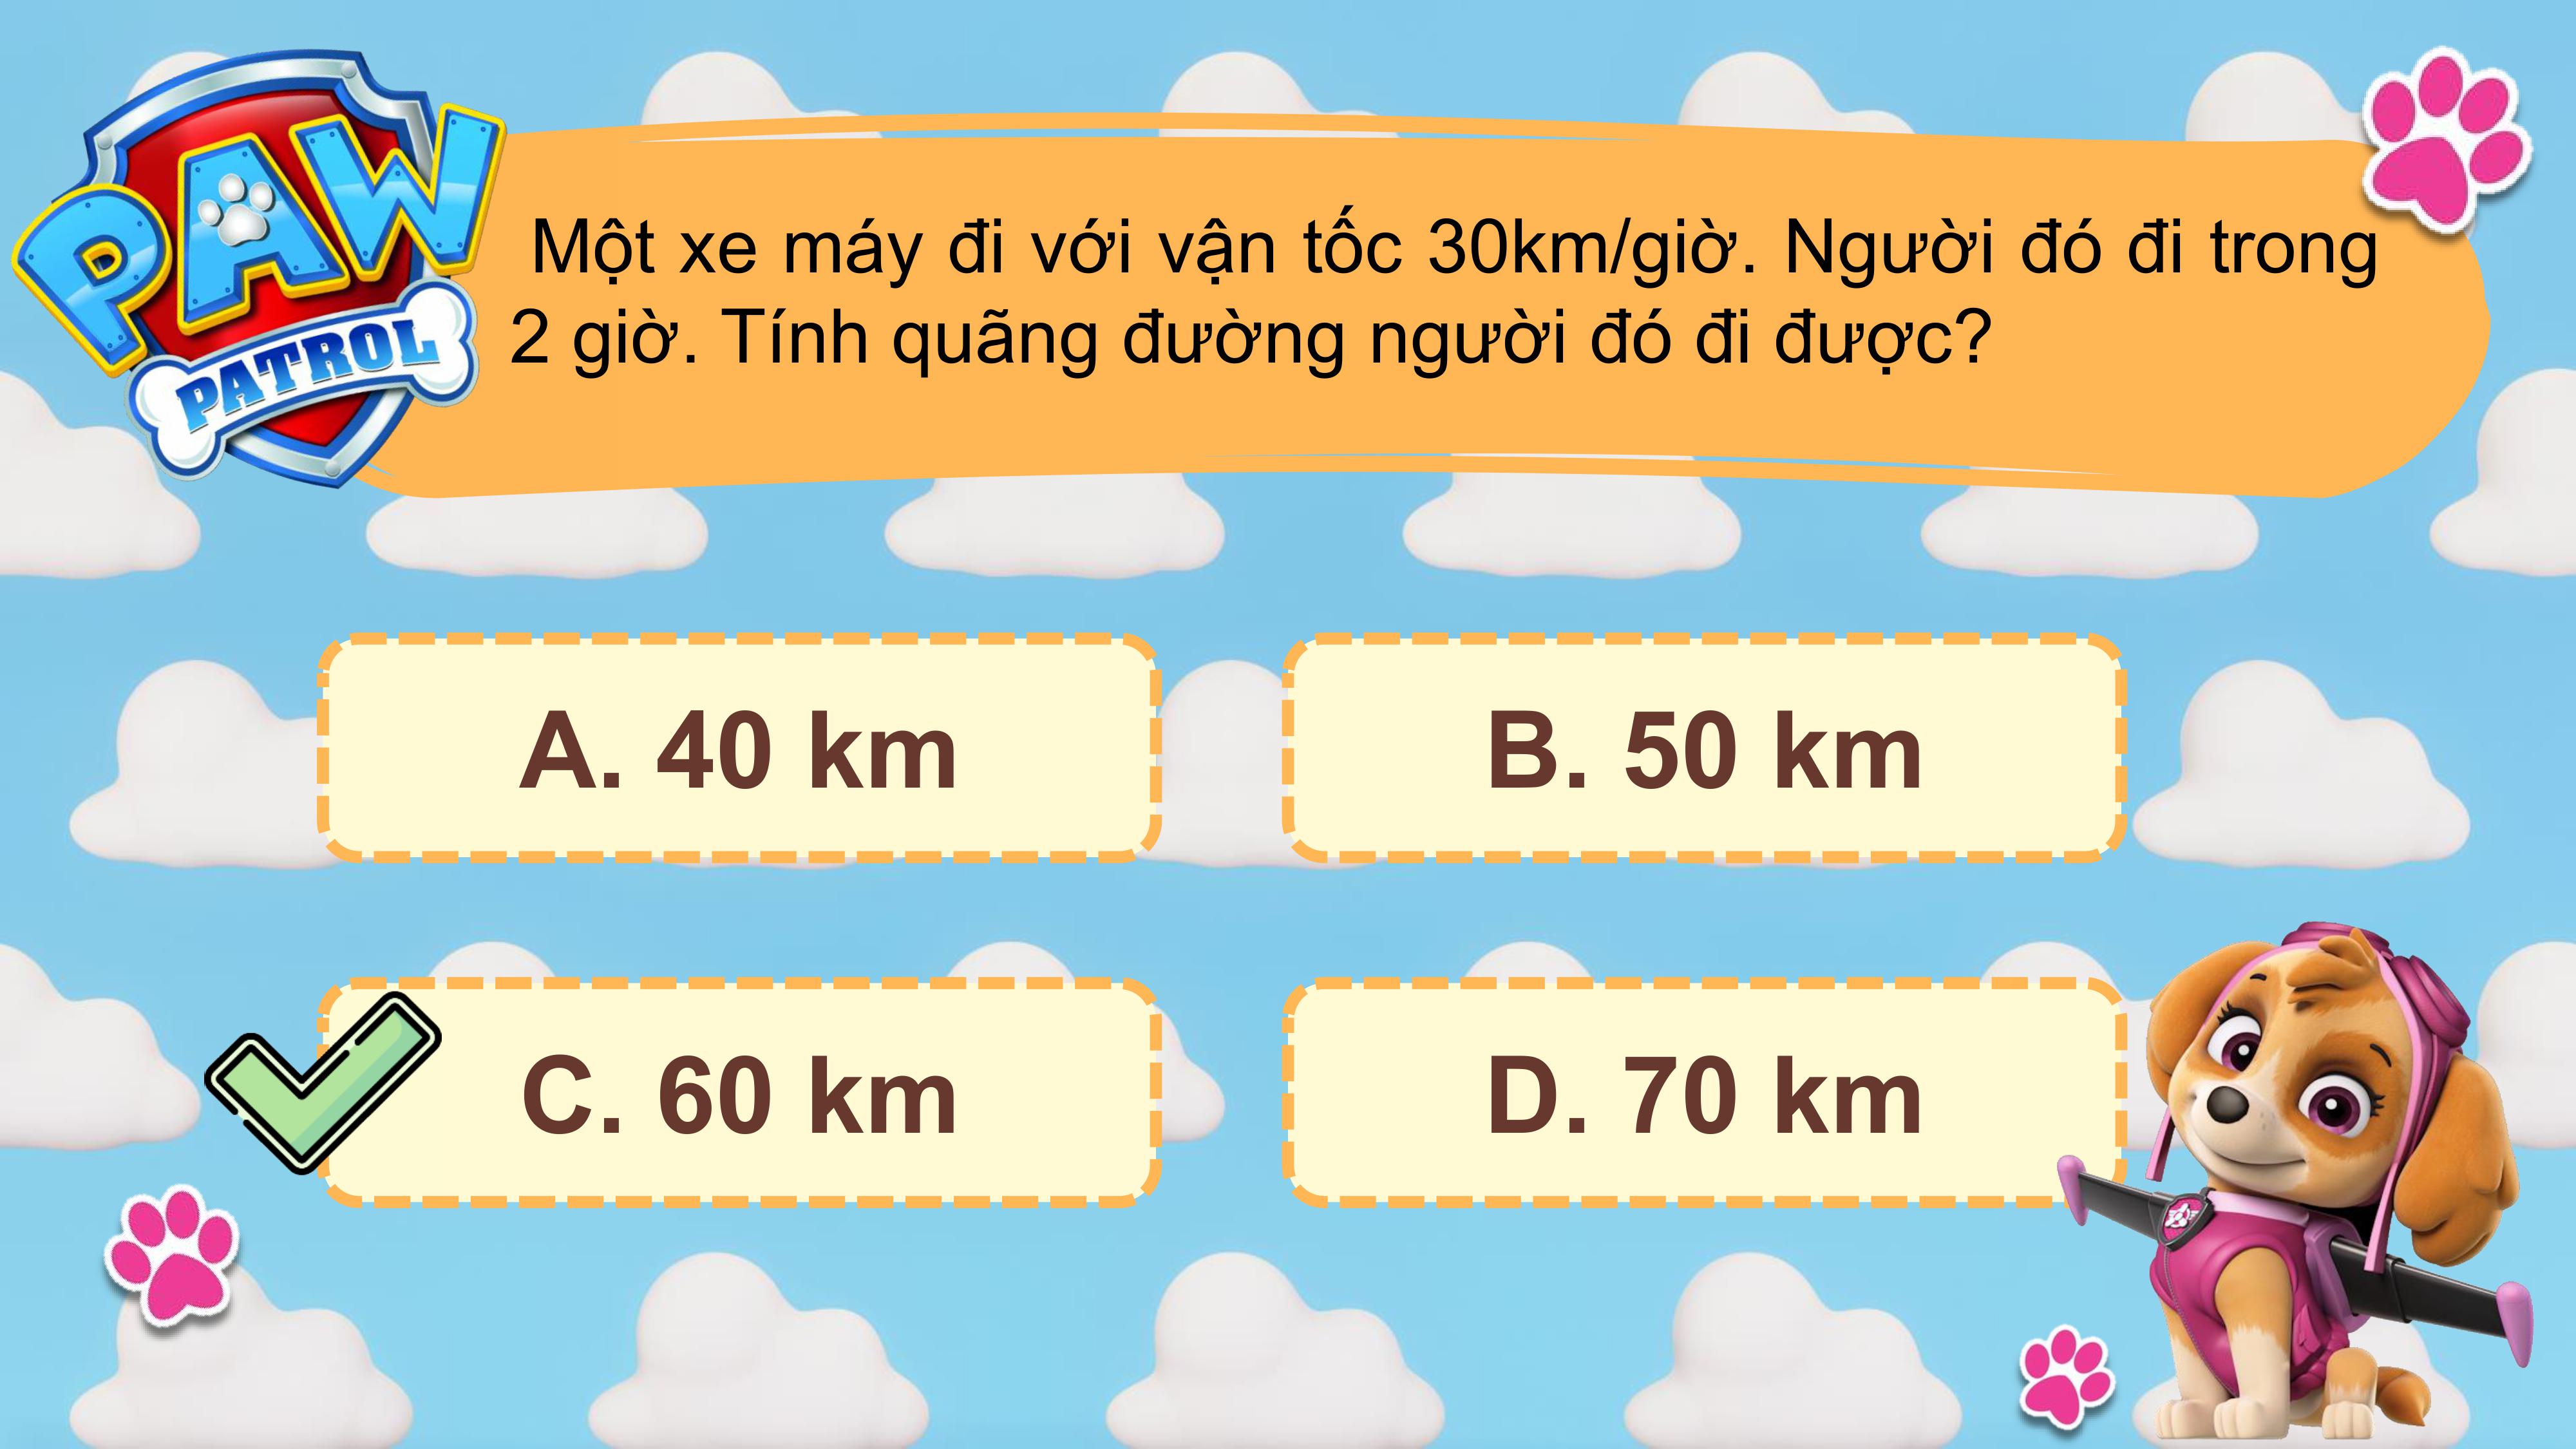 PAW
PATROL
Một xe máy đi với vận tốc 30km/giờ. Người đó đi trong
2 giờ. Tính quãng đường người đó đi được?
A. 40 km
B. 50 km
C. 60 km
D. 70 km